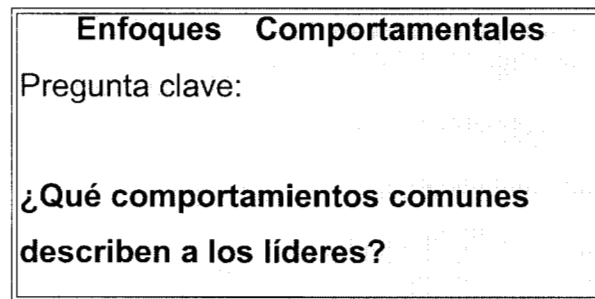 Enfoques Comportamentales
Pregunta clave:
¿Qué comportamientos comunes
describen a los líderes?